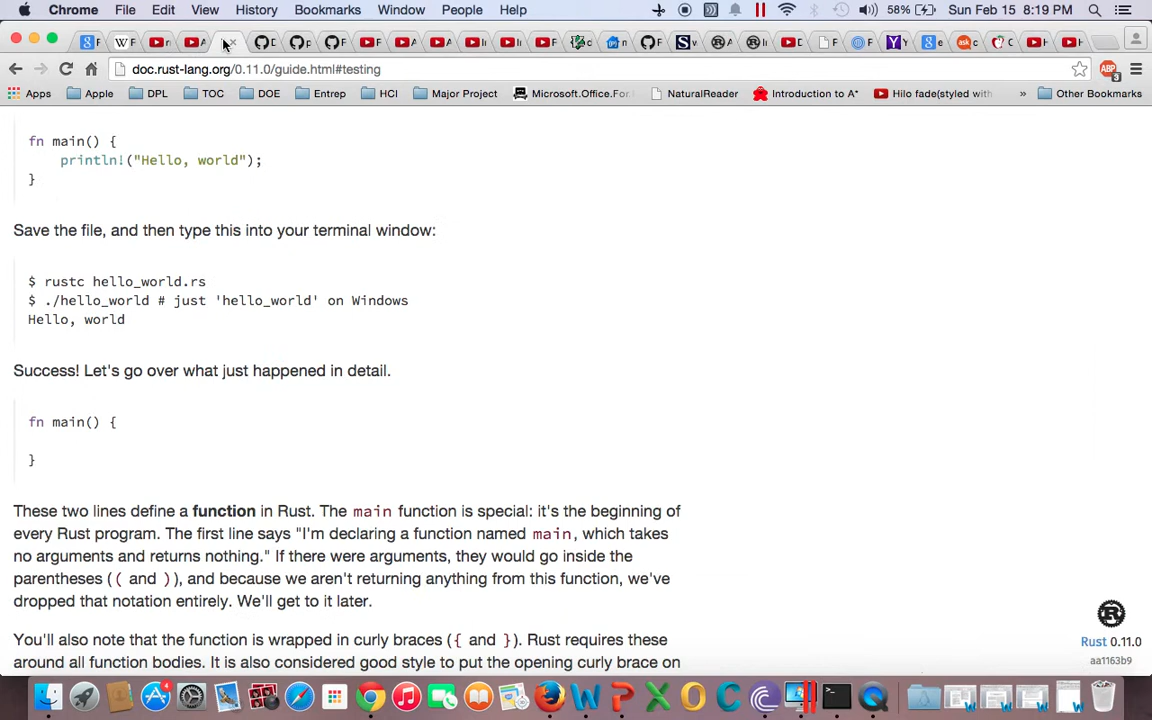 Chrome File Edit View History Bookmarks Window People Help 58% Sun Feb 15 8:19 PM
doc.rust-lang.org/0.11.0/guide.html#testing
ABP 3
Apps Apple DPL TOC DOE Entrep HCI Major Project Microsoft.Office.For. NaturalReader Introduction to A* Hilo fade(styled with » Other Bookmarks
fn main() {
println!("Hello, world");
}
Save the file, and then type this into your terminal window:
$ rustc hello_world.rs
$ ./hello_world # just 'hello_world' on Windows
Hello, world
Success! Let's go over what just happened in detail.
fn main() {
}
These two lines define a function in Rust. The main function is special: it's the beginning of
every Rust program. The first line says "I'm declaring a function named main, which takes
no arguments and returns nothing." If there were arguments, they would go inside the
parentheses (( and )), and because we aren't returning anything from this function, we've
dropped that notation entirely. We'll get to it later.
You'll also note that the function is wrapped in curly braces ({ and }). Rust requires these
around all function bodies. It is also considered good style to put the opening curly brace on
Rust 0.11.0
aa1163b9